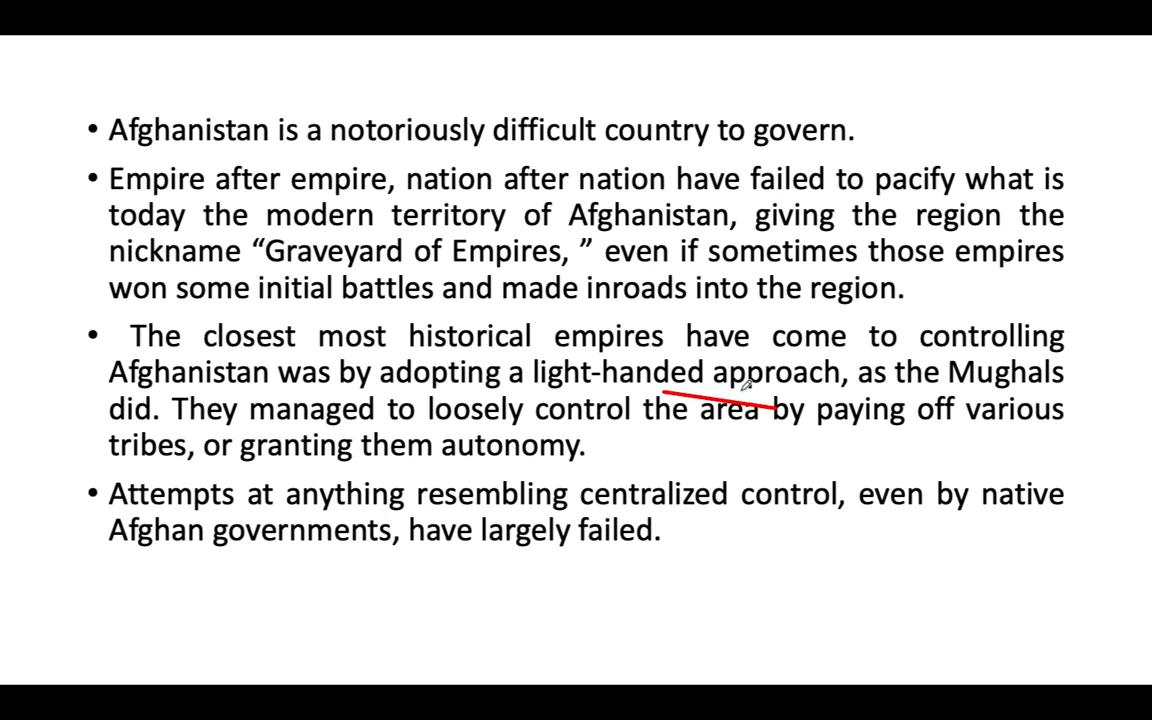 • Afghanistan is a notoriously difficult country to govern.
• Empire after empire, nation after nation have failed to pacify what is
today the modern territory of Afghanistan, giving the region the
nickname “Graveyard of Empires, ” even if sometimes those empires
won some initial battles and made inroads into the region.
• The closest most historical empires have come to controlling
Afghanistan was by adopting a light-handed approach, as the Mughals
did. They managed to loosely control the area by paying off various
tribes, or granting them autonomy.
• Attempts at anything resembling centralized control, even by native
Afghan governments, have largely failed.